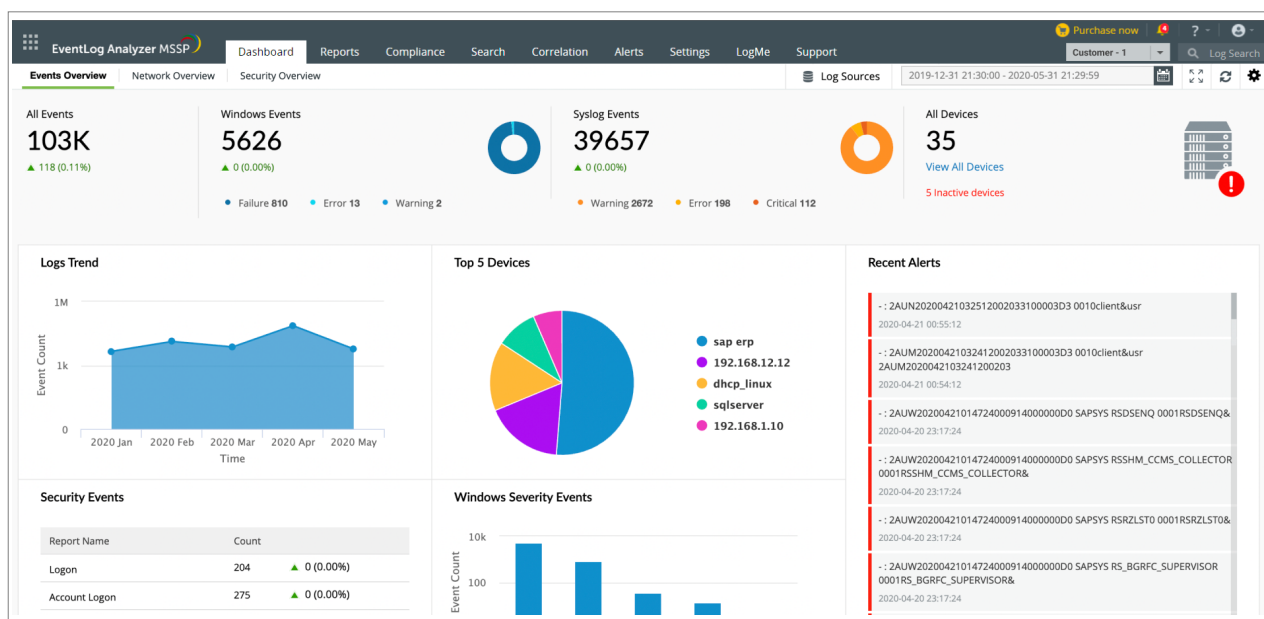 Purchase now
?
EventLog Analyzer MSSP
Dashboard Reports Compliance Search Correlation Alerts Settings LogMe Support
Customer - 1
Log Search
Events Overview Network Overview Security Overview
Log Sources
2019-12-31 21:30:00 - 2020-05-31 21:29:59
All Events
103K
118 (0.11%)
Windows Events
5626
0 (0.00%)
Failure 810 Error 13 Warning 2
Syslog Events
39657
0 (0.00%)
Warning 2672 Error 198 Critical 112
All Devices
35
View All Devices
5 Inactive devices
!
Logs Trend
1M
1k
0
Event Count
2020 Jan 2020 Feb 2020 Mar 2020 Apr 2020 May
Time
Top 5 Devices
sap erp
192.168.12.12
dhcp_linux
sqlserver
192.168.1.10
Recent Alerts
- : 2AUN20200421032512002033100003D3 0010client&usr
2020-04-21 00:55:12
- : 2AUM20200421032412002033100003D3 0010client&usr
2AUM2020042103241200203
2020-04-21 00:54:12
- : 2AUW20200421014724000914000000D0 SAPSYS RSDSENQ 0001RSDSENQ&
2020-04-20 23:17:24
- : 2AUW20200421014724000914000000D0 SAPSYS RSSHM_CCMS_COLLECTOR
0001RSSHM_CCMS_COLLECTOR&
2020-04-20 23:17:24
- : 2AUW20200421014724000914000000D0 SAPSYS RSRZLST0 0001RSRZLST0&
2020-04-20 23:17:24
- : 2AUW20200421014724000914000000D0 SAPSYS RS_BGRFC_SUPERVISOR
0001RS_BGRFC_SUPERVISOR&
2020-04-20 23:17:24
Security Events
Report Name Count
Logon 204 0 (0.00%)
Account Logon 275 0 (0.00%)
Windows Severity Events
10k
100
Event Count